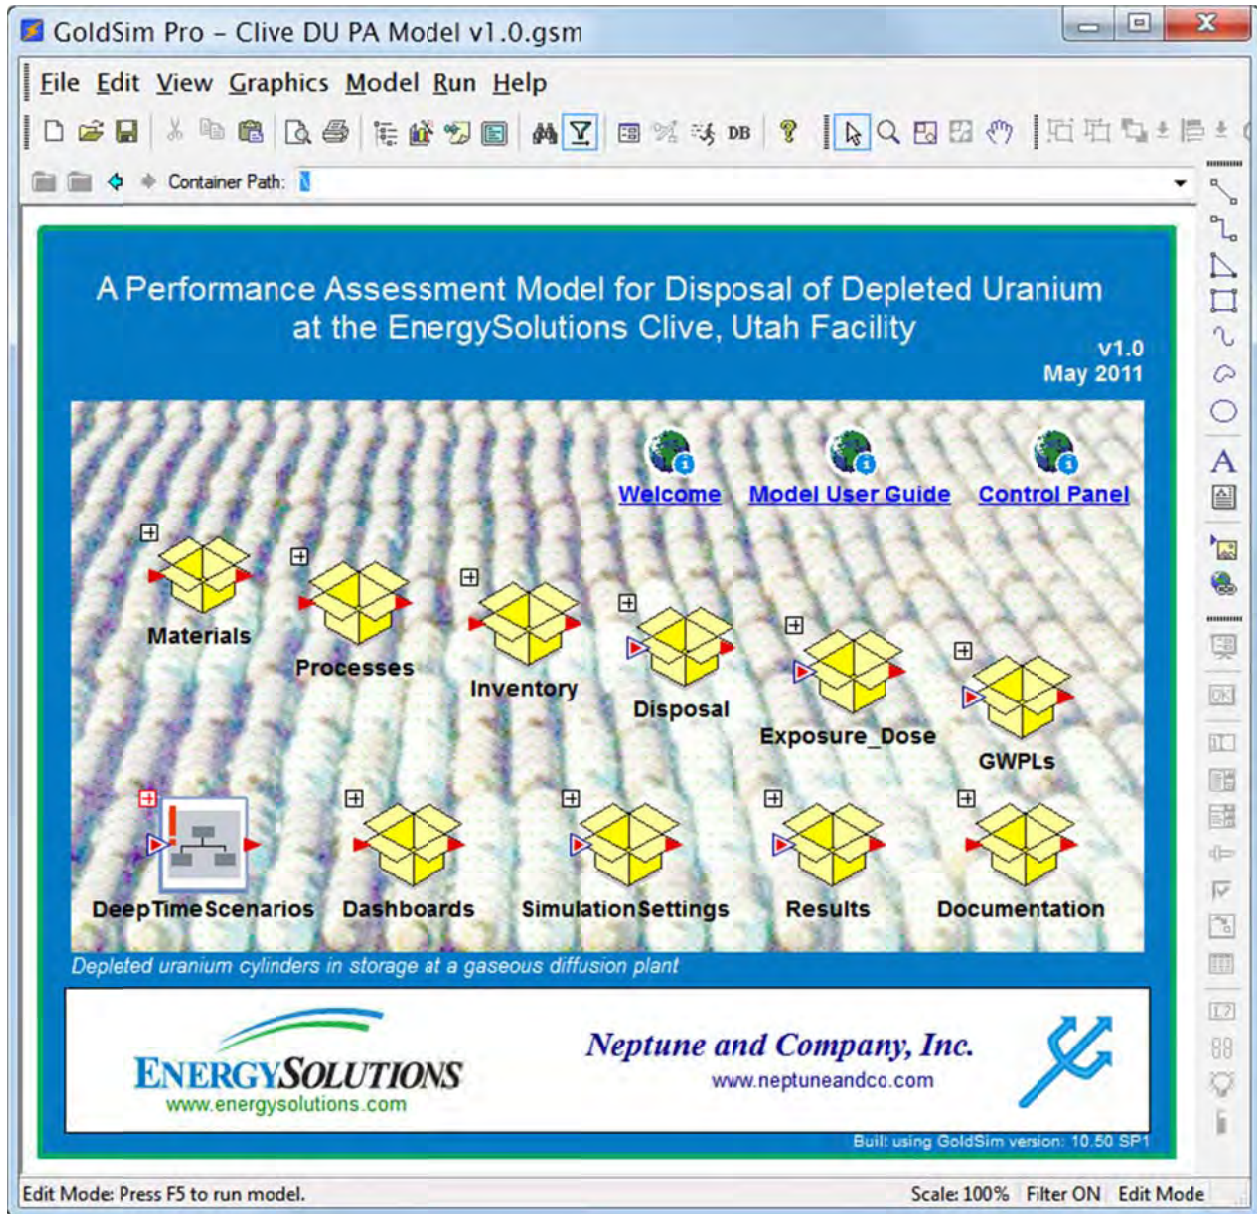 GoldSim Pro - Clive DU PA Model v1.0.gsm
File Edit View Graphics Model Run Help
DB
Container Path: \
A Performance Assessment Model for Disposal of Depleted Uranium
at the EnergySolutions Clive, Utah Facility
v1.0
May 2011
Welcome Model User Guide Control Panel
Materials
Processes
Inventory
Disposal
Exposure_Dose
GWPLs
DeepTimeScenarios Dashboards SimulationSettings Results Documentation
Depleted uranium cylinders in storage at a gaseous diffusion plant
ENERGYSOLUTIONS
www.energysolutions.com
Neptune and Company, Inc.
www.neptuneandco.com
Built using GoldSim version: 10.50 SP1
Edit Mode: Press F5 to run model.
Scale: 100% Filter ON Edit Mode